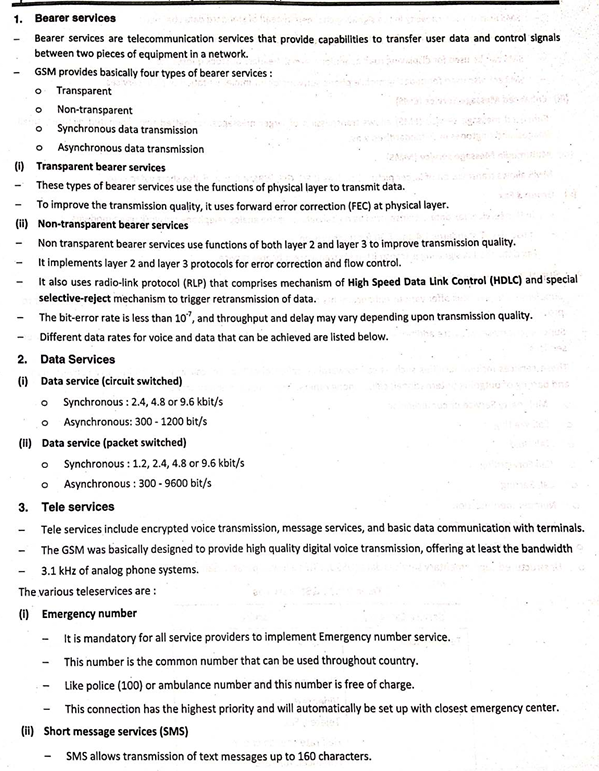 1. Bearer services
– Bearer services are telecommunication services that provide capabilities to transfer user data and control signals
between two pieces of equipment in a network.
– GSM provides basically four types of bearer services :
o Transparent
o Non-transparent
o Synchronous data transmission
o Asynchronous data transmission
(i) Transparent bearer services
– These types of bearer services use the functions of physical layer to transmit data.
– To improve the transmission quality, it uses forward error correction (FEC) at physical layer.
(ii) Non-transparent bearer services
– Non transparent bearer services use functions of both layer 2 and layer 3 to improve transmission quality.
– It implements layer 2 and layer 3 protocols for error correction and flow control.
– It also uses radio-link protocol (RLP) that comprises mechanism of High Speed Data Link Control (HDLC) and special
selective-reject mechanism to trigger retransmission of data.
– The bit-error rate is less than 10⁻⁷, and throughput and delay may vary depending upon transmission quality.
– Different data rates for voice and data that can be achieved are listed below.
2. Data Services
(i) Data service (circuit switched)
o Synchronous : 2.4, 4.8 or 9.6 kbit/s
o Asynchronous: 300 - 1200 bit/s
(ii) Data service (packet switched)
o Synchronous : 1.2, 2.4, 4.8 or 9.6 kbit/s
o Asynchronous : 300 - 9600 bit/s
3. Tele services
– Tele services include encrypted voice transmission, message services, and basic data communication with terminals.
– The GSM was basically designed to provide high quality digital voice transmission, offering at least the bandwidth
– 3.1 kHz of analog phone systems.
The various teleservices are :
(i) Emergency number
– It is mandatory for all service providers to implement Emergency number service.
– This number is the common number that can be used throughout country.
– Like police (100) or ambulance number and this number is free of charge.
– This connection has the highest priority and will automatically be set up with closest emergency center.
(ii) Short message services (SMS)
– SMS allows transmission of text messages up to 160 characters.